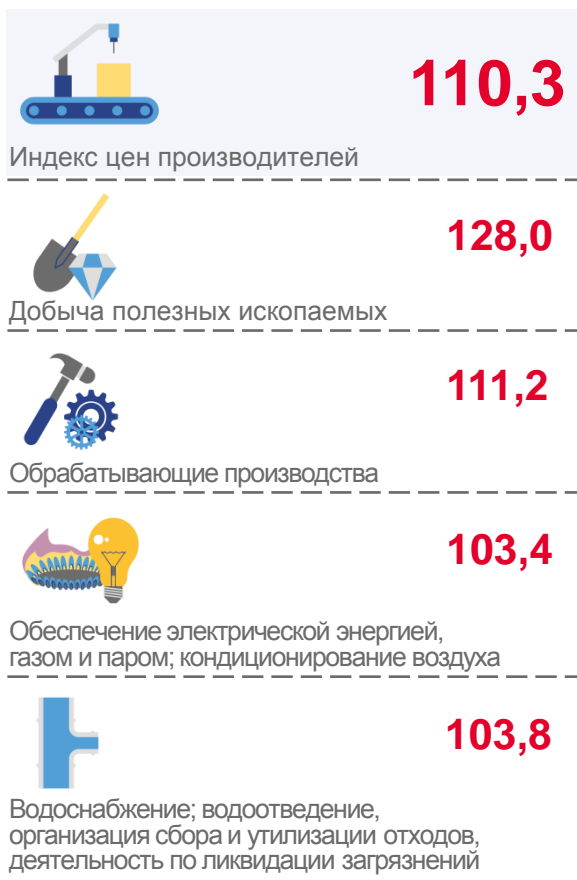 110,3
Индекс цен производителей
128,0
Добыча полезных ископаемых
111,2
Обрабатывающие производства
103,4
Обеспечение электрической энергией,
газом и паром; кондиционирование воздуха
103,8
Водоснабжение; водоотведение,
организация сбора и утилизации отходов,
деятельность по ликвидации загрязнений